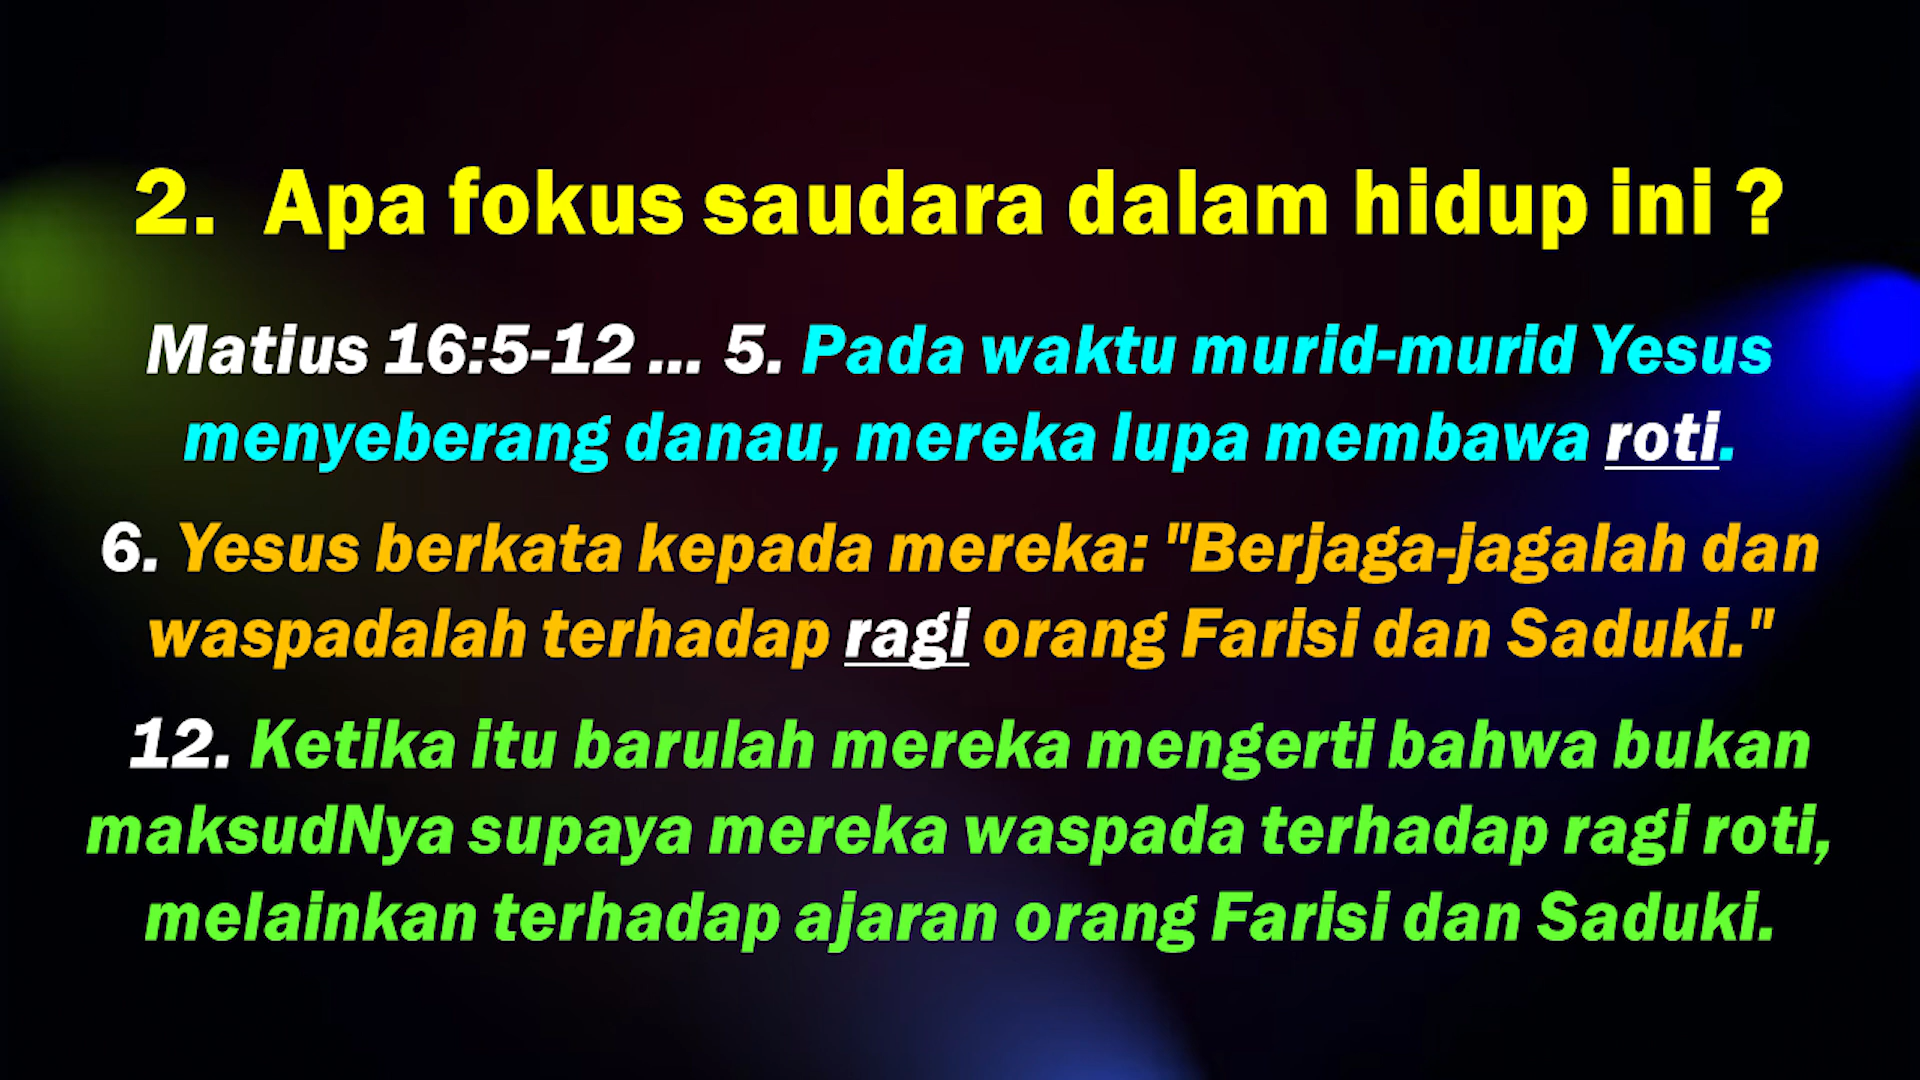 2. Apa fokus saudara dalam hidup ini ?
Matius 16:5-12 ... 5. Pada waktu murid-murid Yesus
menyeberang danau, mereka lupa membawa roti.
6. Yesus berkata kepada mereka: "Berjaga-jagalah dan
waspadalah terhadap ragi orang Farisi dan Saduki."
12. Ketika itu barulah mereka mengerti bahwa bukan
maksudNya supaya mereka waspada terhadap ragi roti,
melainkan terhadap ajaran orang Farisi dan Saduki.